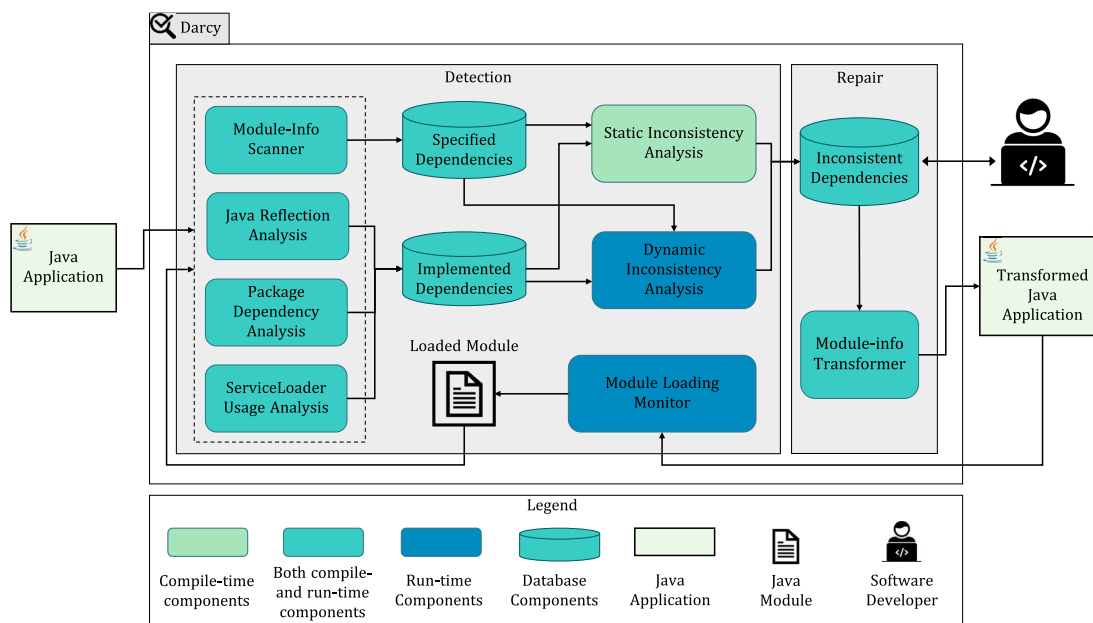 Darcy
Detection
Repair
Module-Info
Scanner
Specified
Dependencies
Static Inconsistency
Analysis
Inconsistent
Dependencies
Java Reflection
Analysis
Java
Application
Implemented
Dependencies
Dynamic
Inconsistency
Analysis
Transformed
Java
Application
Package
Dependency
Analysis
Loaded Module
Module-info
Transformer
ServiceLoader
Usage Analysis
Module Loading
Monitor
Legend
Compile-time
components
Both compile-
and run-time
components
Run-time
Components
Database
Components
Java
Application
Java
Module
Software
Developer